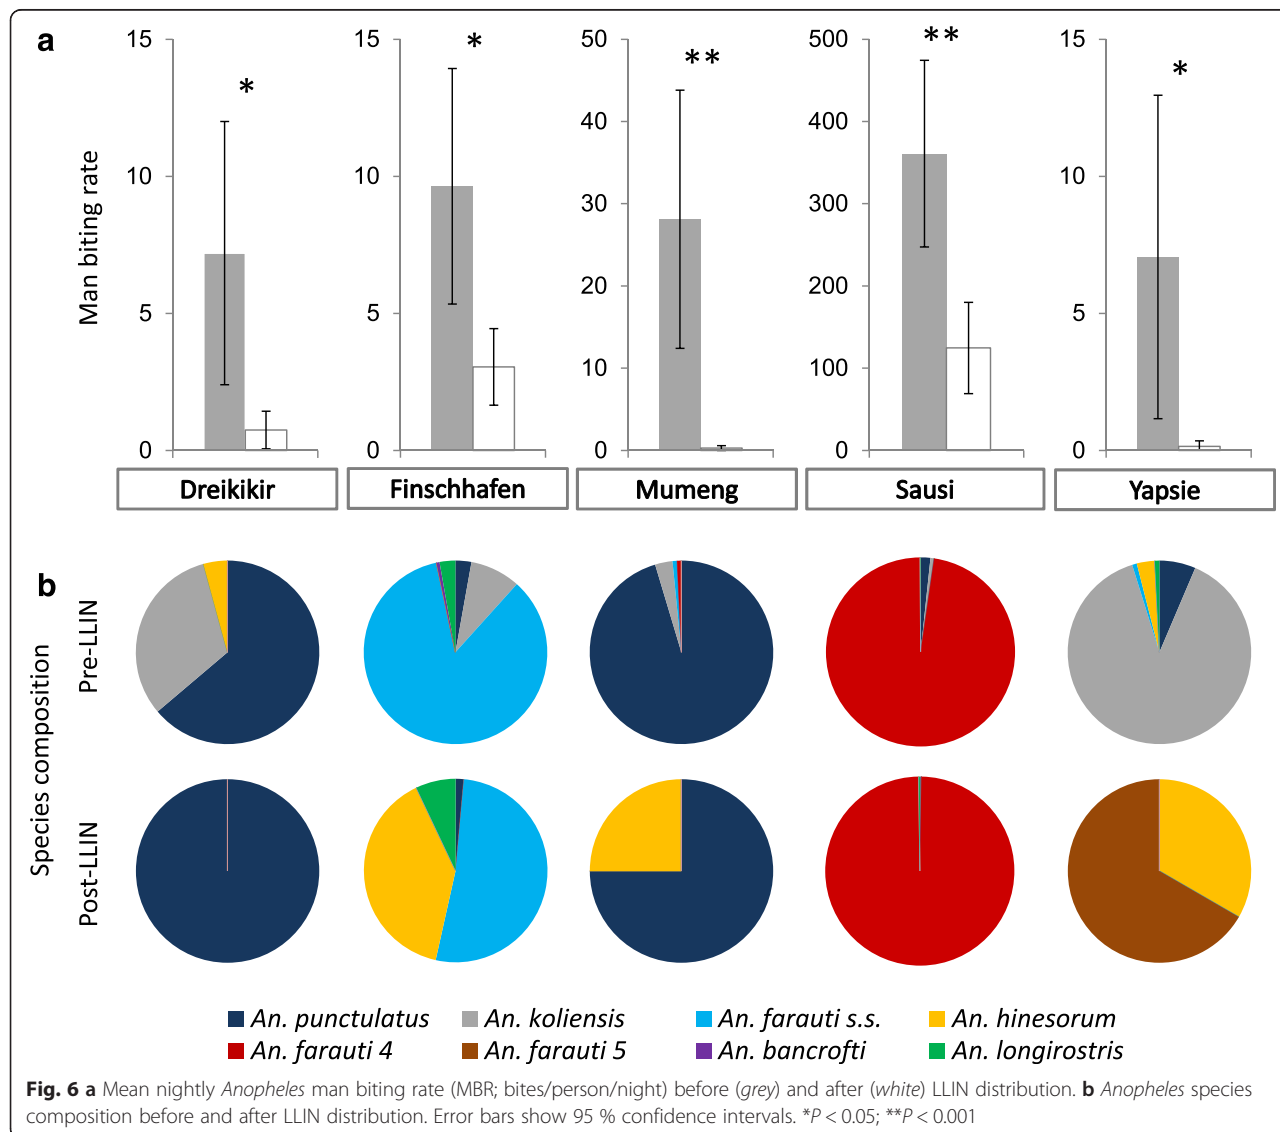 a
15 * 15 * 50 ** 500 ** 15 *
40 400
10 10 30 300 10
5 5 20 200 5
10 100
0 0 0 0 0
Man biting rate
Dreikikir Finschhafen Mumeng Sausi Yapsie
b
Species composition
Pre-LLIN
Post-LLIN
An. punctulatus An. koliensis An. farauti s.s. An. hinesorum
An. farauti 4 An. farauti 5 An. bancrofti An. longirostris
Fig. 6 a Mean nightly Anopheles man biting rate (MBR; bites/person/night) before (grey) and after (white) LLIN distribution. b Anopheles species
composition before and after LLIN distribution. Error bars show 95 % confidence intervals. *P < 0.05; **P < 0.001